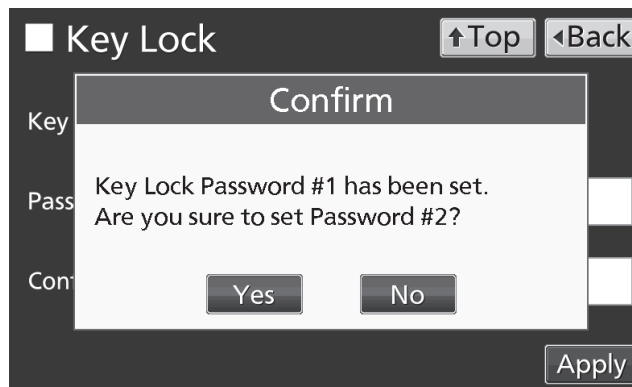 Key Lock
Top
Back
Confirm
Key
Key Lock Password #1 has been set.
Pass
Are you sure to set Password #2?
Yes
No
Apply